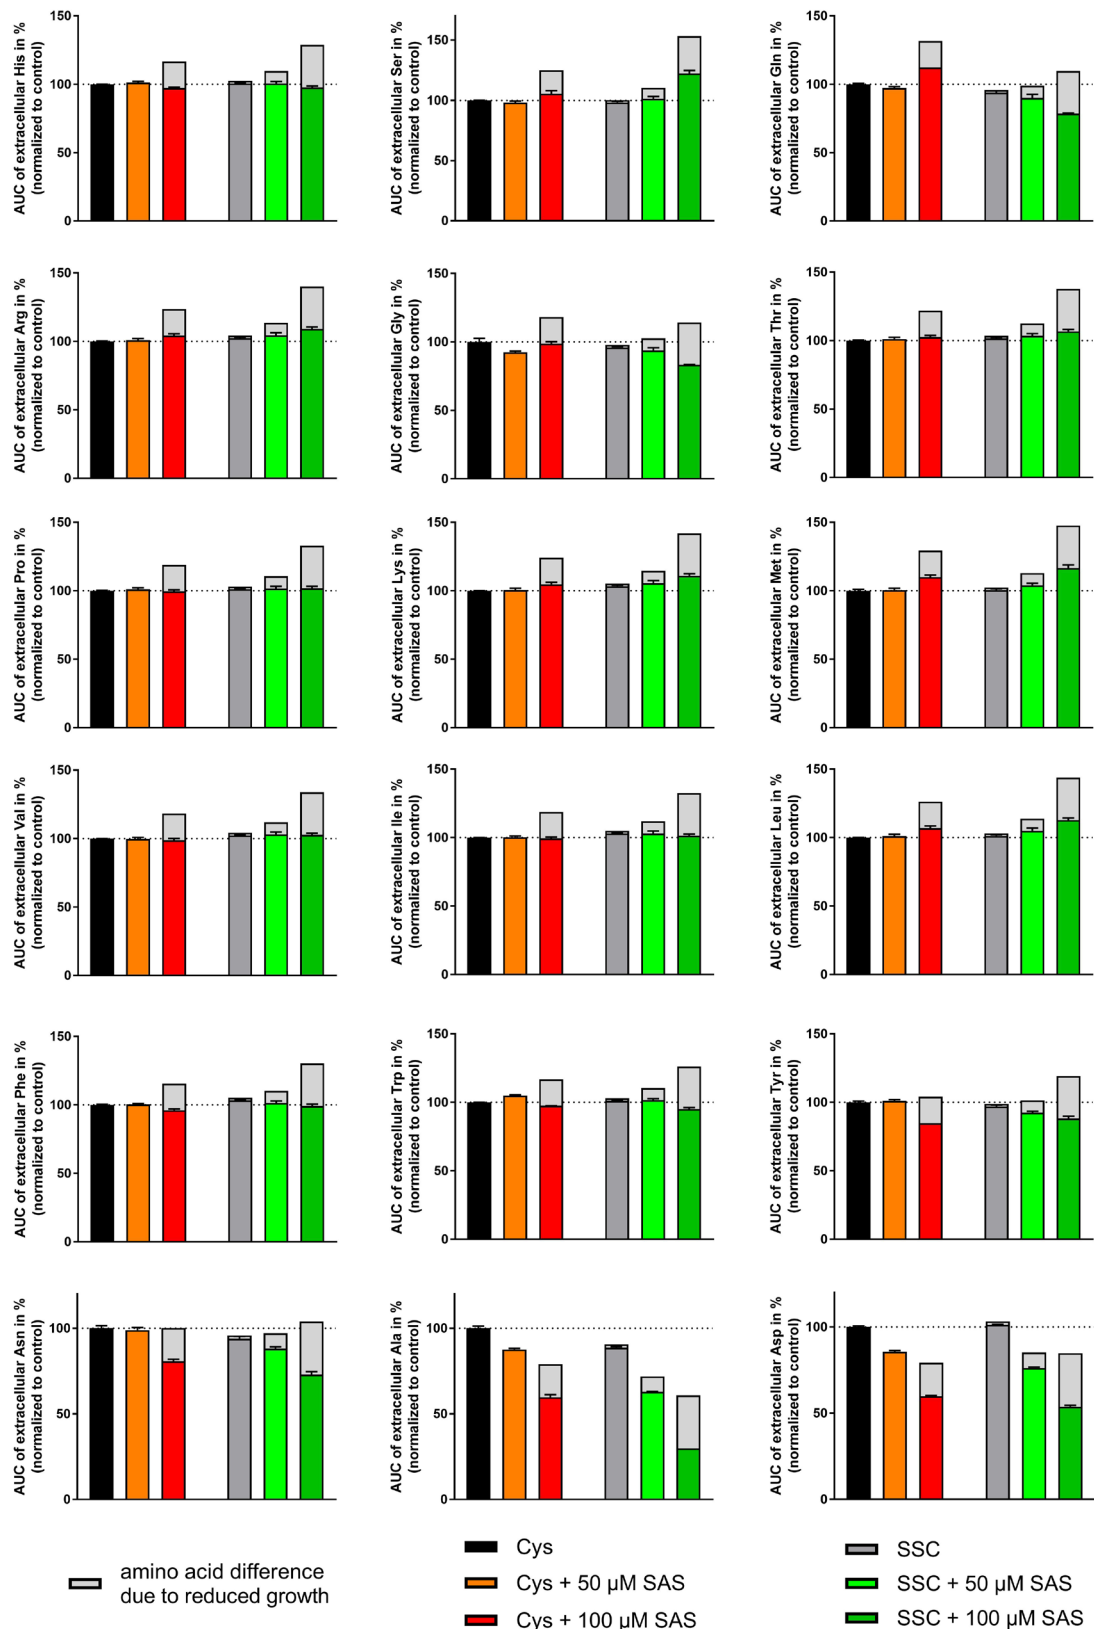 AUC of extracellular His in %
(normalized to control)
150
100
50
0
AUC of extracellular Ser in %
(normalized to control)
150
100
50
0
AUC of extracellular Gln in %
(normalized to control)
150
100
50
0
AUC of extracellular Arg in %
(normalized to control)
150
100
50
0
AUC of extracellular Gly in %
(normalized to control)
150
100
50
0
AUC of extracellular Thr in %
(normalized to control)
150
100
50
0
AUC of extracellular Pro in %
(normalized to control)
150
100
50
0
AUC of extracellular Lys in %
(normalized to control)
150
100
50
0
AUC of extracellular Met in %
(normalized to control)
150
100
50
0
AUC of extracellular Val in %
(normalized to control)
150
100
50
0
AUC of extracellular Ile in %
(normalized to control)
150
100
50
0
AUC of extracellular Leu in %
(normalized to control)
150
100
50
0
AUC of extracellular Phe in %
(normalized to control)
150
100
50
0
AUC of extracellular Trp in %
(normalized to control)
150
100
50
0
AUC of extracellular Tyr in %
(normalized to control)
150
100
50
0
AUC of extracellular Asn in %
(normalized to control)
100
50
0
AUC of extracellular Ala in %
(normalized to control)
100
50
0
AUC of extracellular Asp in %
(normalized to control)
100
50
0
amino acid difference
due to reduced growth
Cys
Cys + 50 µM SAS
Cys + 100 µM SAS
SSC
SSC + 50 µM SAS
SSC + 100 µM SAS